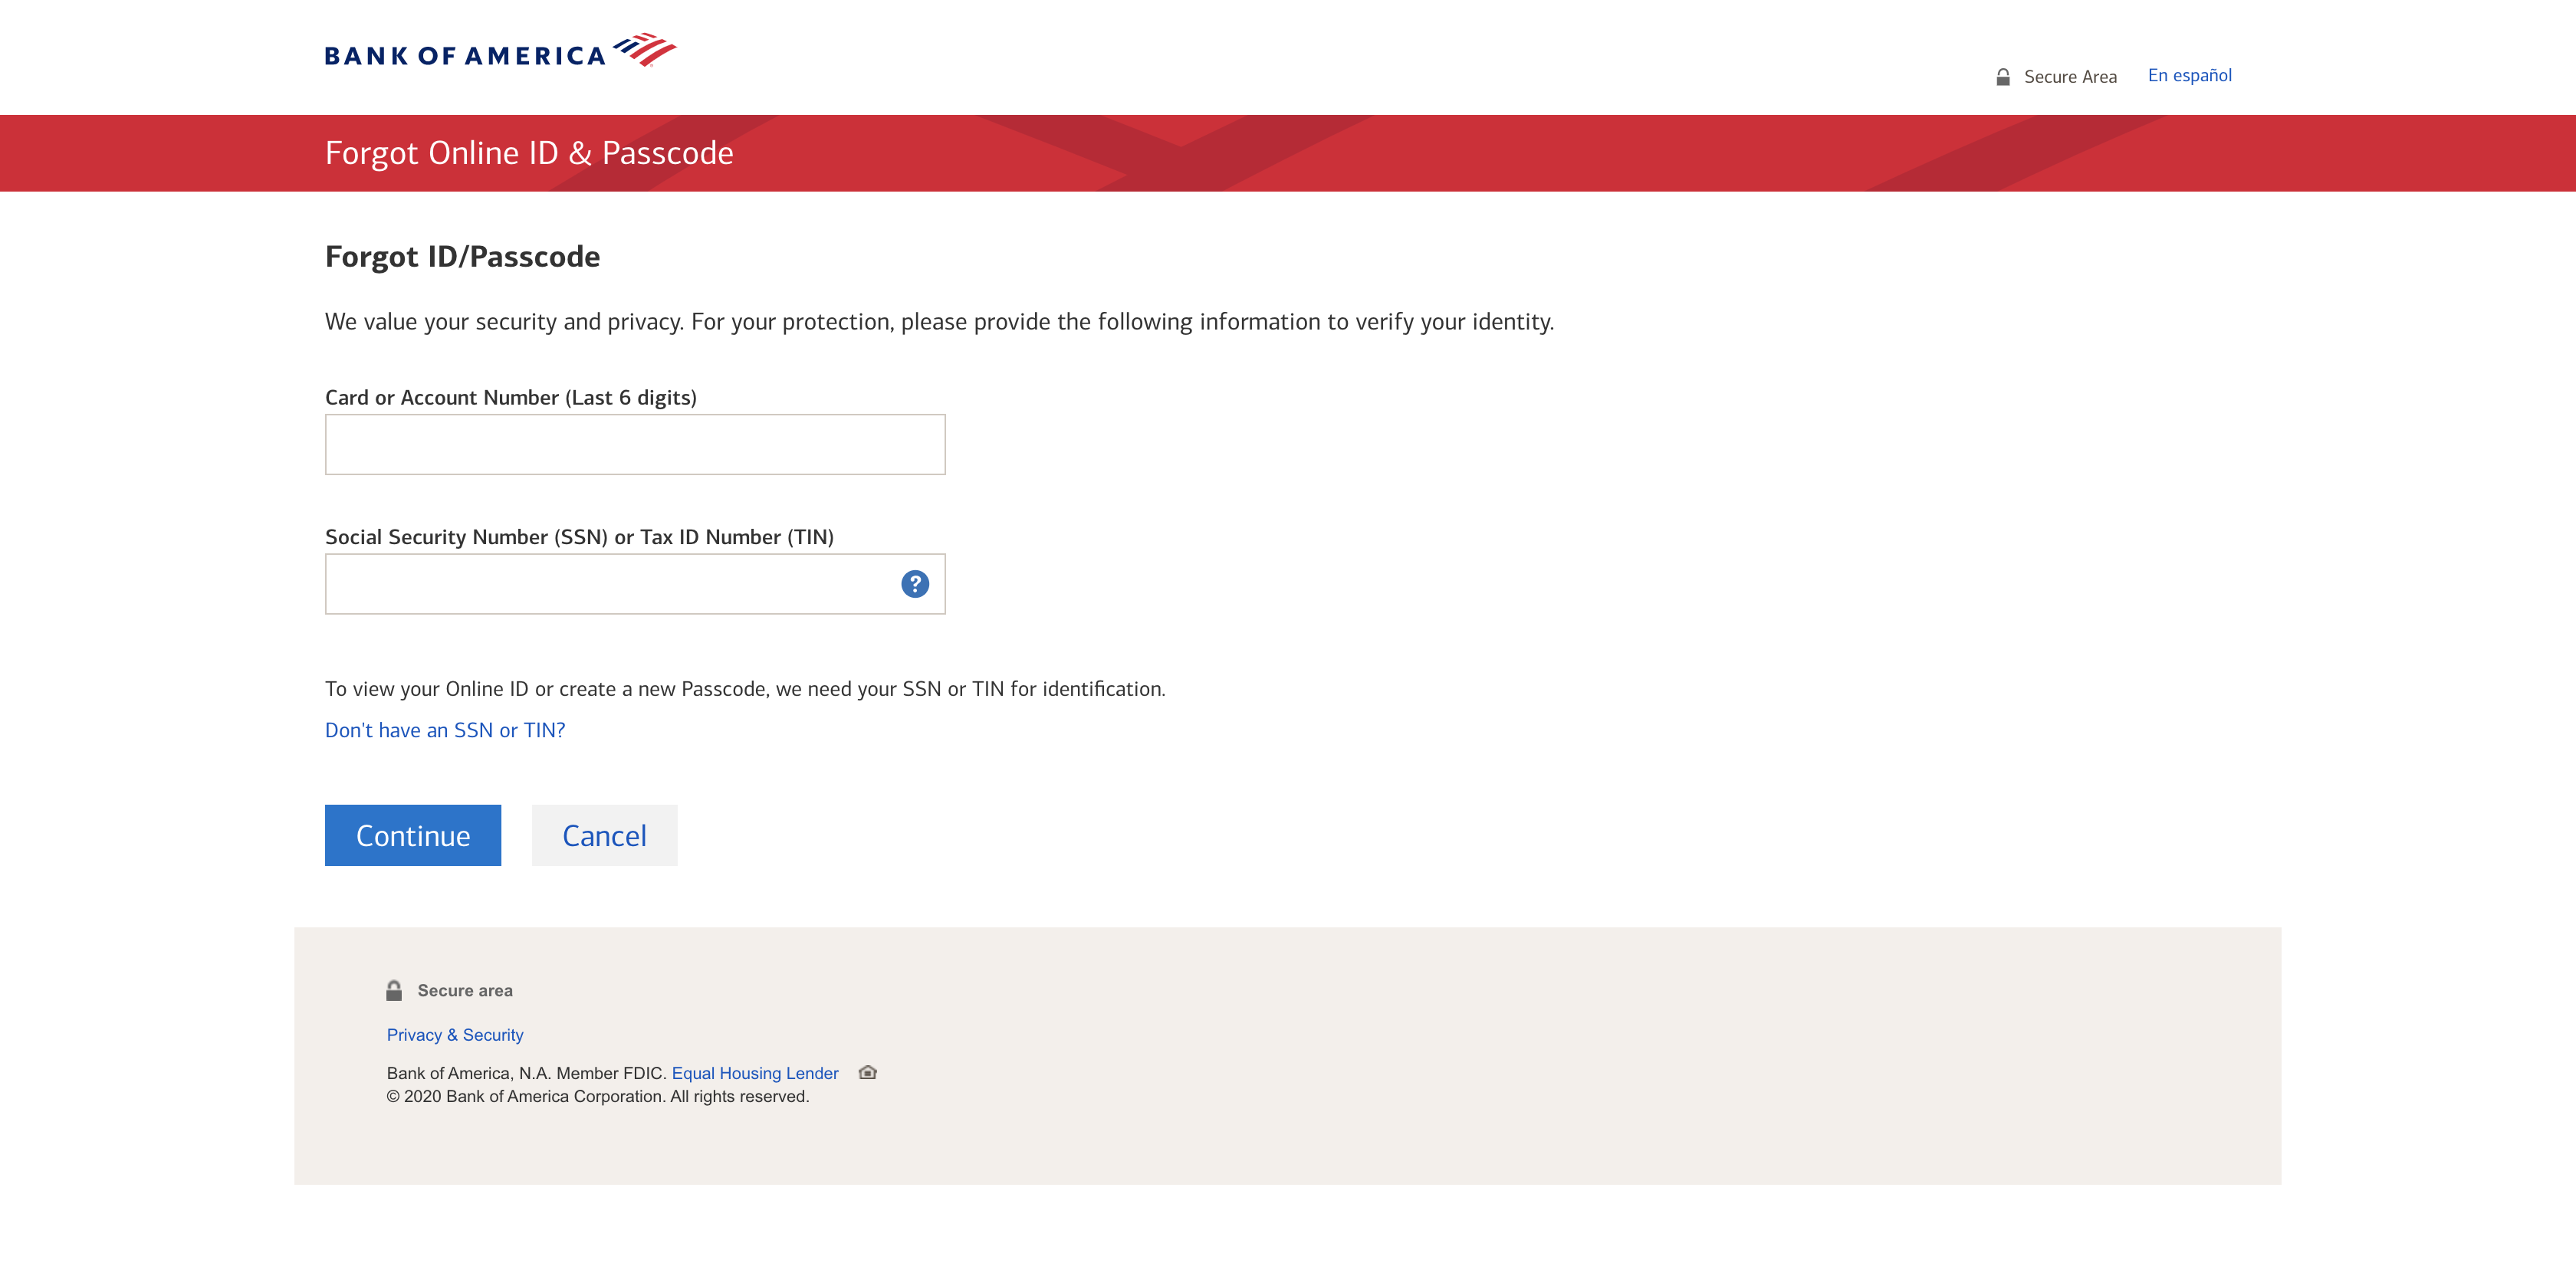 BANK OF AMERICA
Secure Area En español
Forgot Online ID & Passcode
Forgot ID/Passcode
We value your security and privacy. For your protection, please provide the following information to verify your identity.
Card or Account Number (Last 6 digits)
Social Security Number (SSN) or Tax ID Number (TIN)
?
To view your Online ID or create a new Passcode, we need your SSN or TIN for identification.
Don't have an SSN or TIN?
Continue Cancel
Secure area
Privacy & Security
Bank of America, N.A. Member FDIC. Equal Housing Lender
© 2020 Bank of America Corporation. All rights reserved.